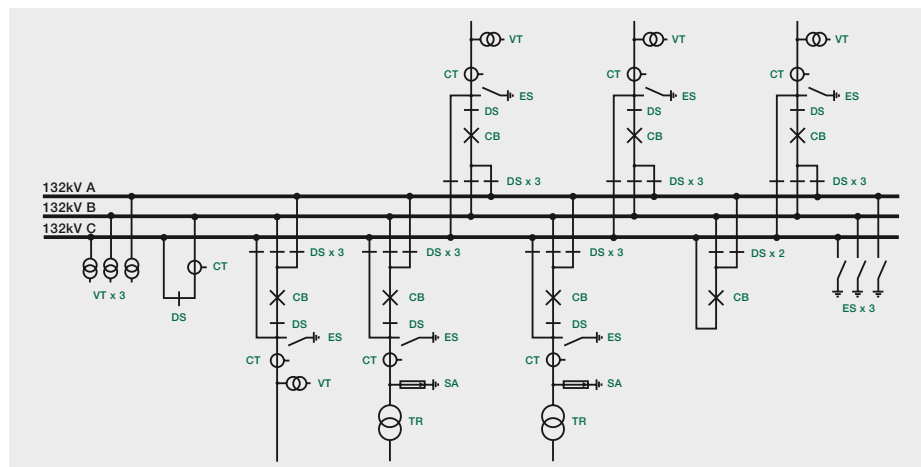 VT
VT
VT
CT
CT
CT
ES
ES
ES
DS
DS
DS
CB
CB
CB
DS x 3
DS x 3
DS x 3
132kV A
132kV B
132kV C
DS x 3
DS x 3
DS x 3
DS x 2
CT
VT x 3
CB
CB
CB
CB
ES x 3
DS
DS
DS
DS
ES
ES
ES
CT
CT
CT
VT
SA
SA
TR
TR